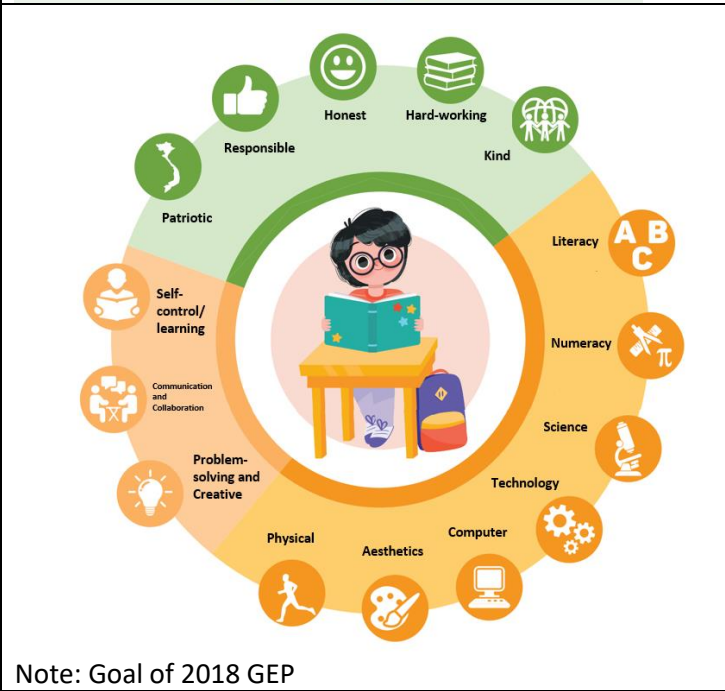 Honest
Hard-working
Responsible
Kind
Patriotic
Literacy
A B
C
Self-
control/
learning
Numeracy
π
Communication
and
Collaboration
Science
Problem-
solving and
Creative
Technology
Computer
Physical
Aesthetics
Note: Goal of 2018 GEP